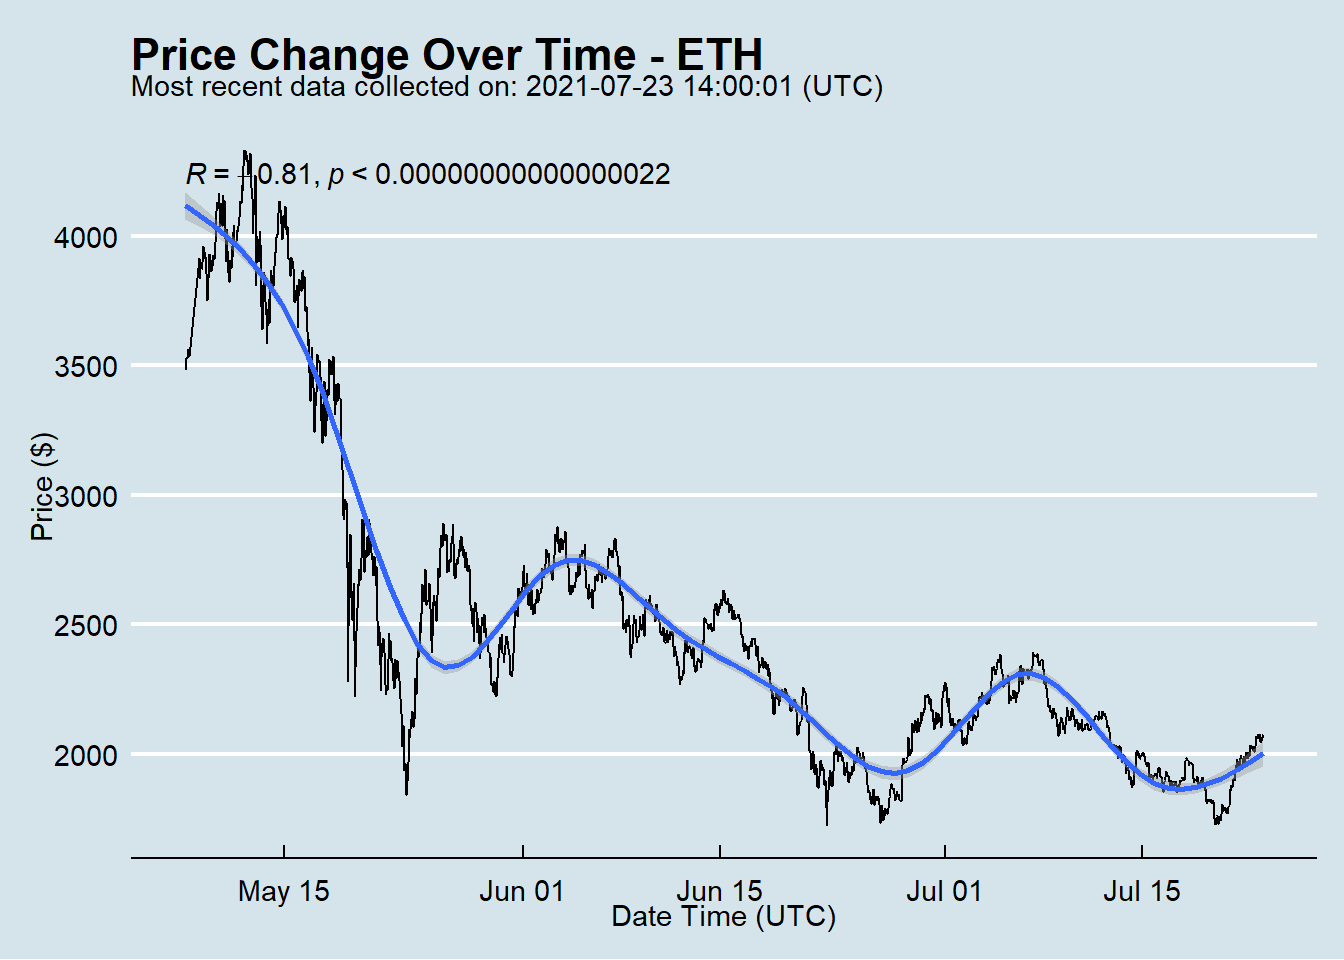 Price Change Over Time - ETH
Most recent data collected on: 2021-07-23 14:00:01 (UTC)
R = −0.81, p < 0.00000000000000022
4000
3500
3000
2500
2000
Price ($)
May 15
Jun 01
Jun 15
Jul 01
Jul 15
Date Time (UTC)